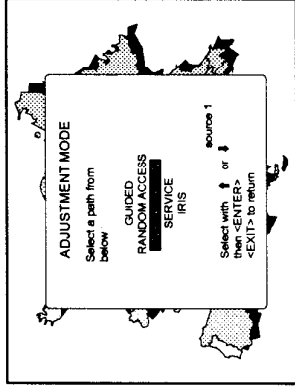 ADJUSTMENT MODE
Select a path from
below
GUIDED
RANDOM ACCESS
SERVICE
IRIS
source 1
Select with ⬆ or ⬇
then <ENTER>
<EXIT> to return